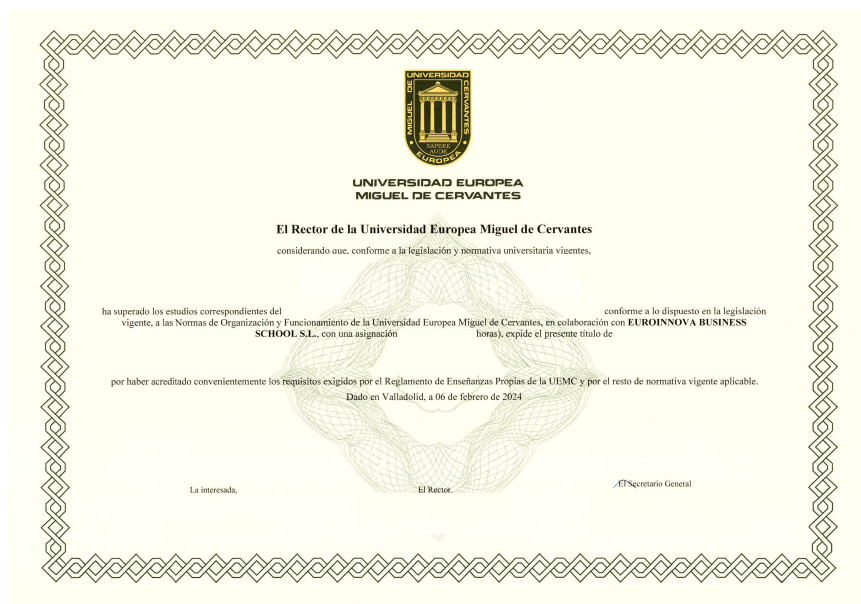 UNIVERSIDAD
MIGUEL DE
CERVANTES
SAPERE
AUDE
EUROPEA
UNIVERSIDAD EUROPEA
MIGUEL DE CERVANTES
El Rector de la Universidad Europea Miguel de Cervantes
considerando que, conforme a la legislación y normativa universitaria vigentes,
ha superado los estudios correspondientes del conforme a lo dispuesto en la legislación
vigente, a las Normas de Organización y Funcionamiento de la Universidad Europea Miguel de Cervantes, en colaboración con EUROINNOVA BUSINESS
SCHOOL S.L., con una asignación horas), expide el presente título de
por haber acreditado convenientemente los requisitos exigidos por el Reglamento de Enseñanzas Propias de la UEMC y por el resto de normativa vigente aplicable.
Dado en Valladolid, a 06 de febrero de 2024
La interesada, El Rector, El Secretario General